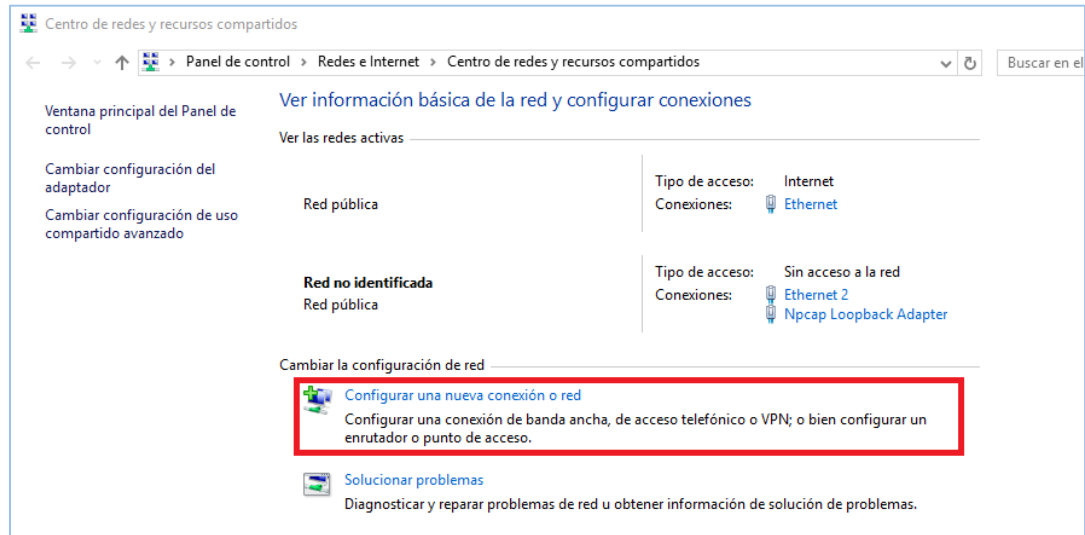 Centro de redes y recursos compartidos
Panel de control > Redes e Internet > Centro de redes y recursos compartidos
Buscar en el
Ventana principal del Panel de
control
Cambiar configuración del
adaptador
Cambiar configuración de uso
compartido avanzado
Ver información básica de la red y configurar conexiones
Ver las redes activas
Red pública
Tipo de acceso: Internet
Conexiones: Ethernet
Red no identificada
Red pública
Tipo de acceso: Sin acceso a la red
Conexiones: Ethernet 2
Npcap Loopback Adapter
Cambiar la configuración de red
Configurar una nueva conexión o red
Configurar una conexión de banda ancha, de acceso telefónico o VPN; o bien configurar un
enrutador o punto de acceso.
Solucionar problemas
Diagnosticar y reparar problemas de red u obtener información de solución de problemas.